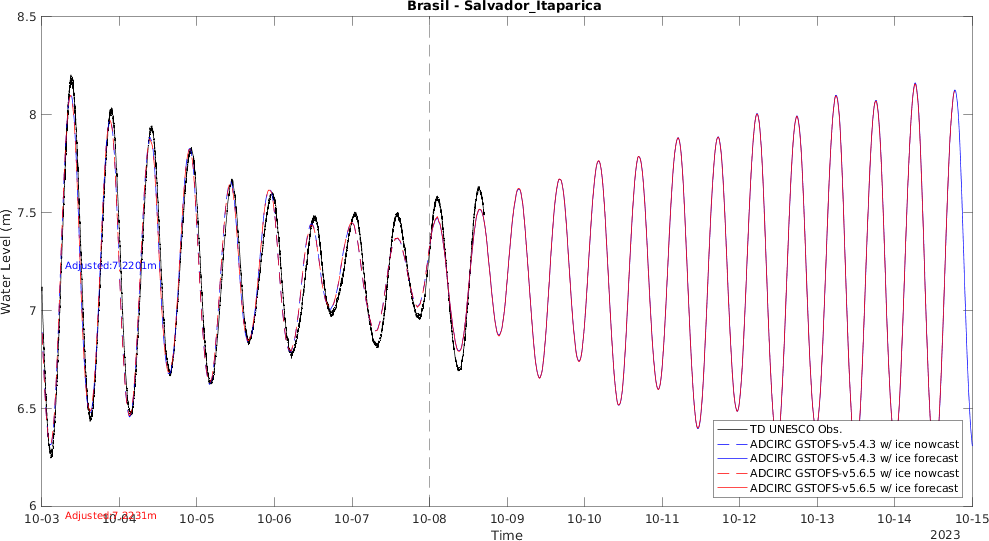 Brasil - Salvador_Itaparica
8.5
8
7.5
7
6.5
6
Water Level (m)
Adjusted:7.2201m
Adjusted:7.2231m
TD UNESCO Obs.
ADCIRC GSTOFS-v5.4.3 w/ ice nowcast
ADCIRC GSTOFS-v5.4.3 w/ ice forecast
ADCIRC GSTOFS-v5.6.5 w/ ice nowcast
ADCIRC GSTOFS-v5.6.5 w/ ice forecast
10-03 10-04 10-05 10-06 10-07 10-08 10-09 10-10 10-11 10-12 10-13 10-14 10-15
Time
2023